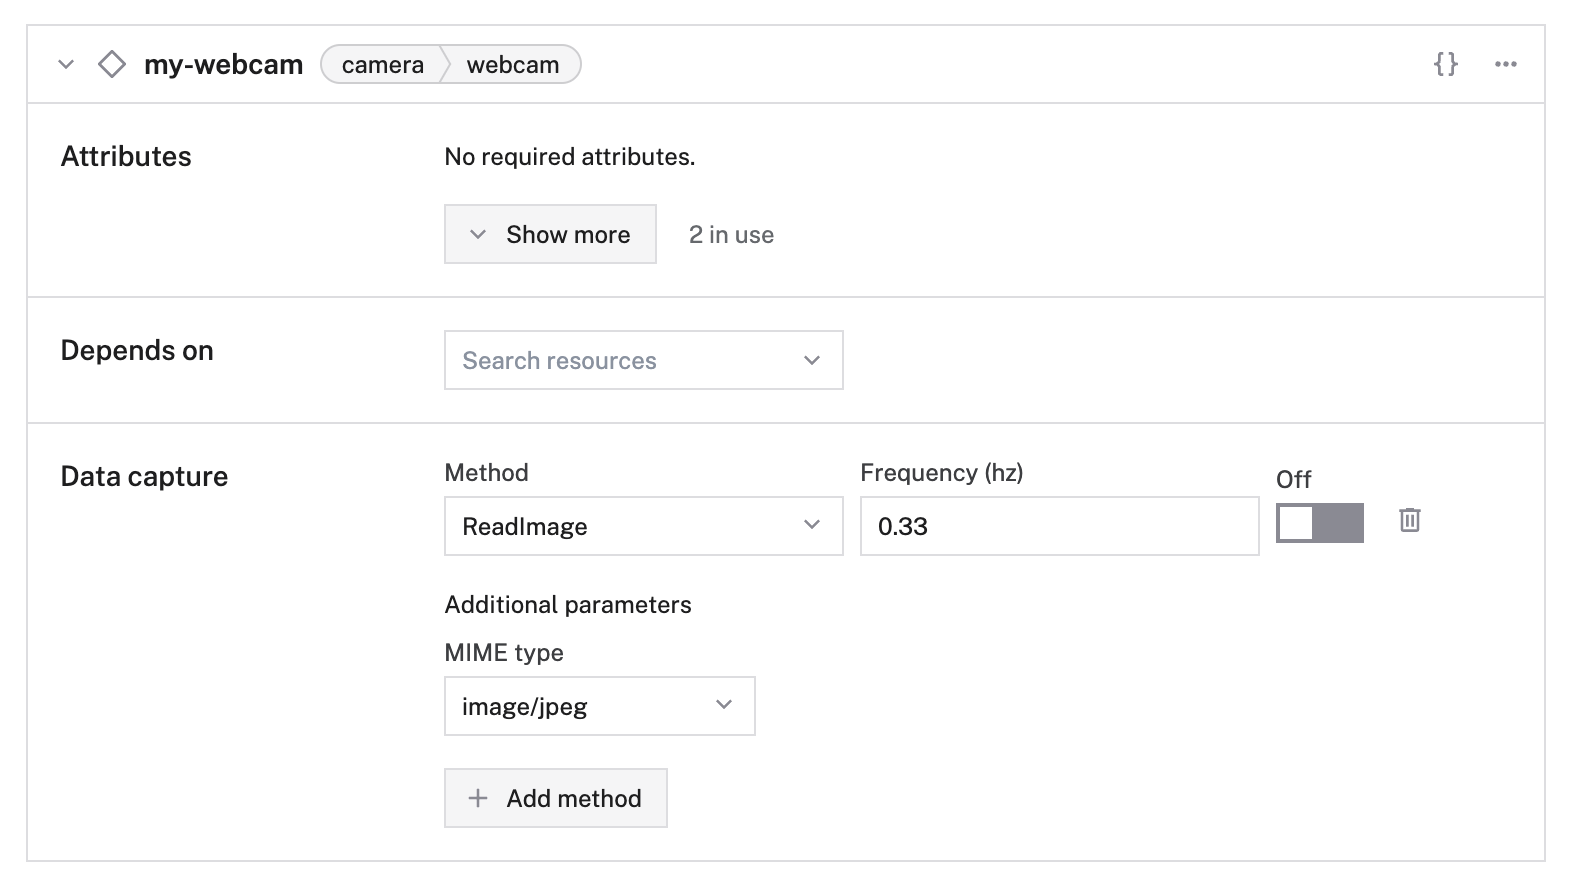 my-webcam camera webcam {}
Attributes No required attributes.
Show more 2 in use
Depends on Search resources
Data capture Method Frequency (hz) Off
ReadImage 0.33
Additional parameters
MIME type
image/jpeg
+ Add method